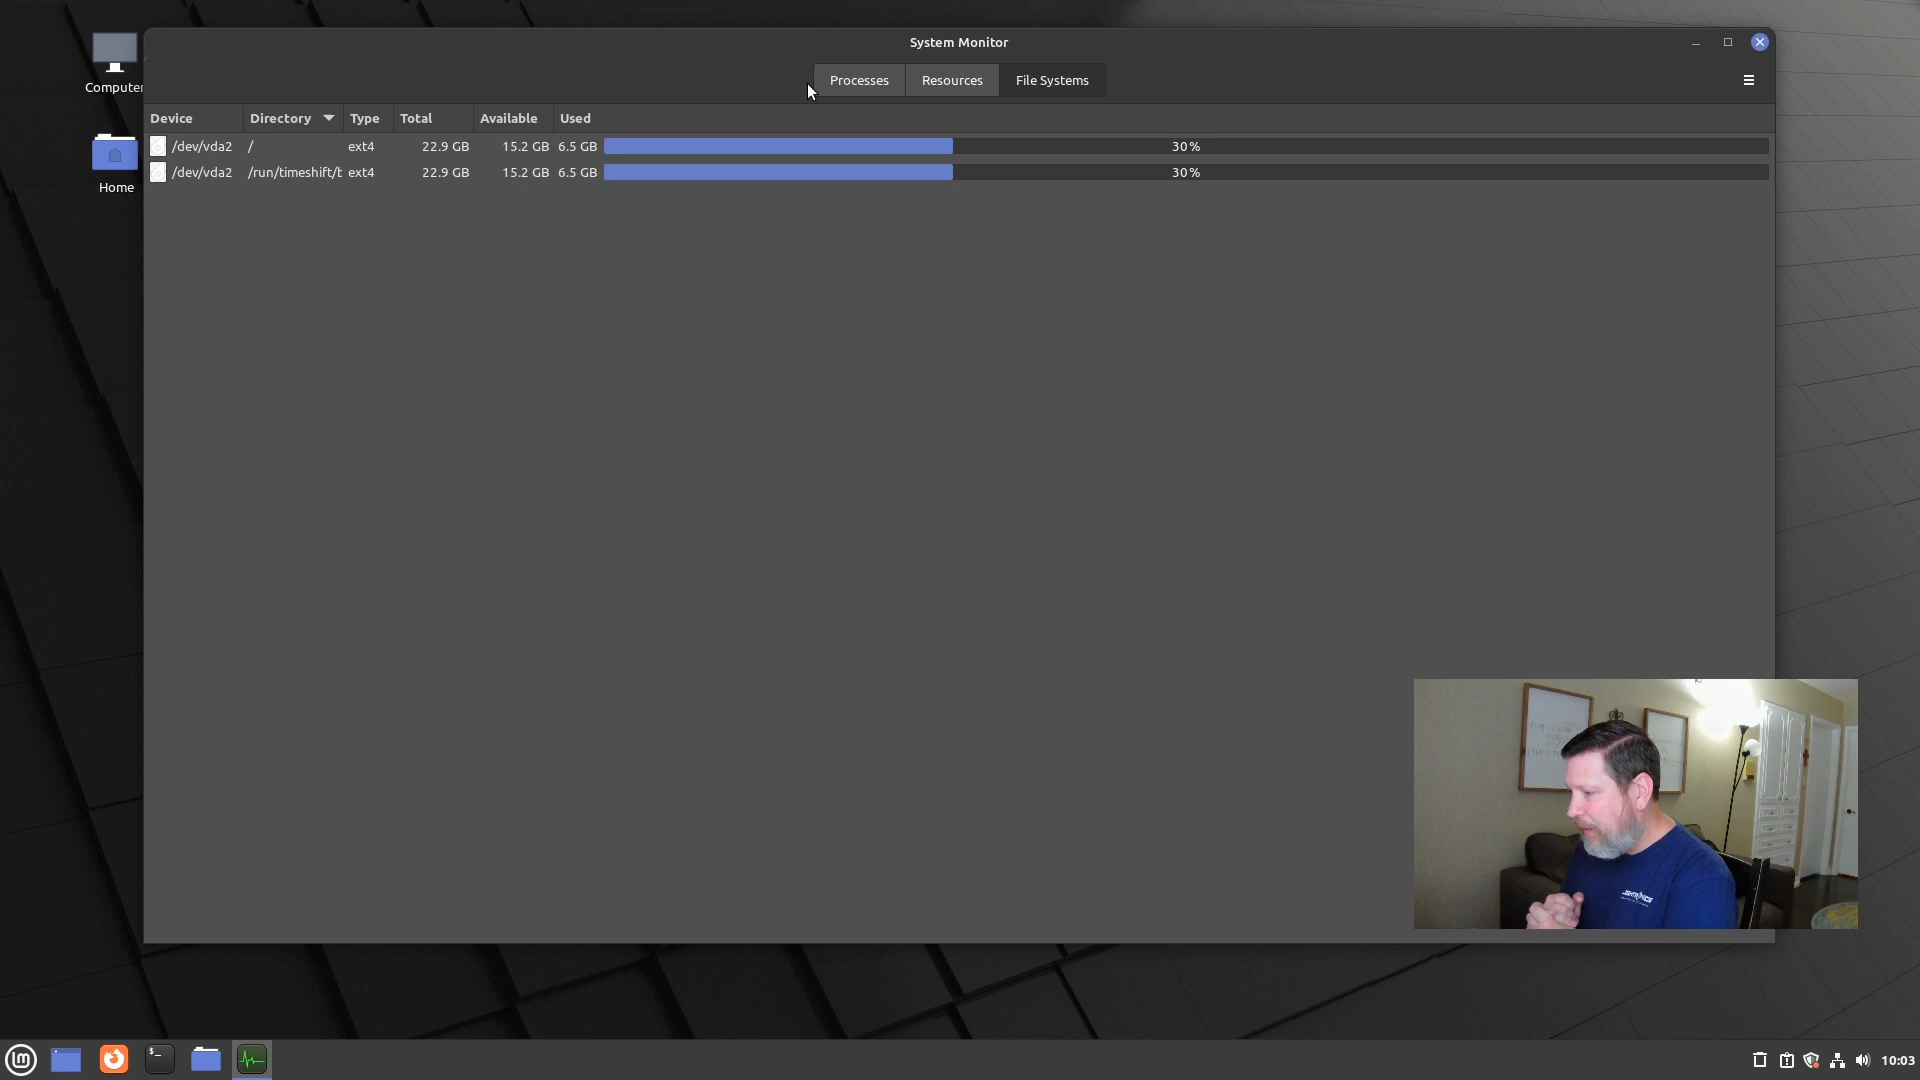 System Monitor
Computer
Processes Resources File Systems
Device Directory Type Total Available Used
/dev/vda2 / ext4 22.9 GB 15.2 GB 6.5 GB 30%
/dev/vda2 /run/timeshift/b ext4 22.9 GB 15.2 GB 6.5 GB 30%
Home
$_
lm
10:03